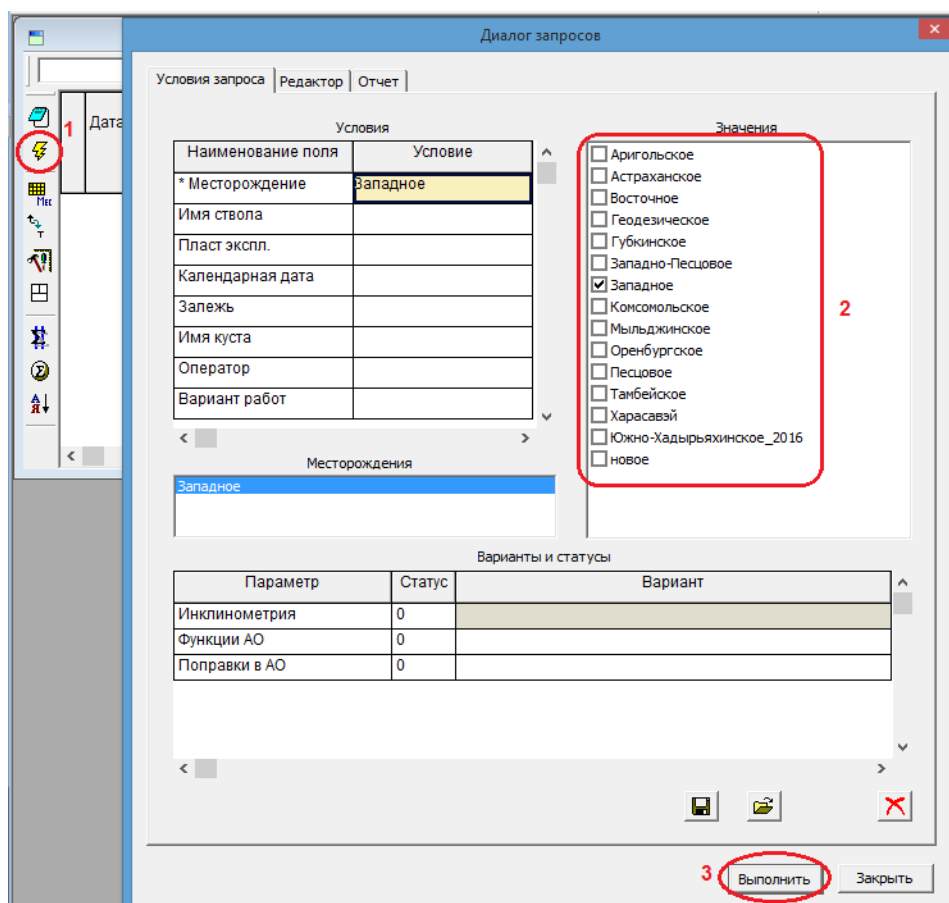 Диалог запросов
Условия запроса Редактор Отчет
1
Дата
Мес
Т
Σ
А
Я
Условия
Наименование поля Условие
* Месторождение Западное
Имя ствола
Пласт экспл.
Календарная дата
Залежь
Имя куста
Оператор
Вариант работ
Значения
Аригольское
Астраханское
Восточное
Геодезическое
Губкинское
Западно-Песцовое
Западное
Комсомольское
Мыльджинское
Оренбургское
Песцовое
Тамбейское
Харасавэй
Южно-Хадырьяхинское_2016
новое
2
Месторождения
Западное
Варианты и статусы
Параметр Статус Вариант
Инклинометрия 0
Функции АО 0
Поправки в АО 0
3 Выполнить Закрыть